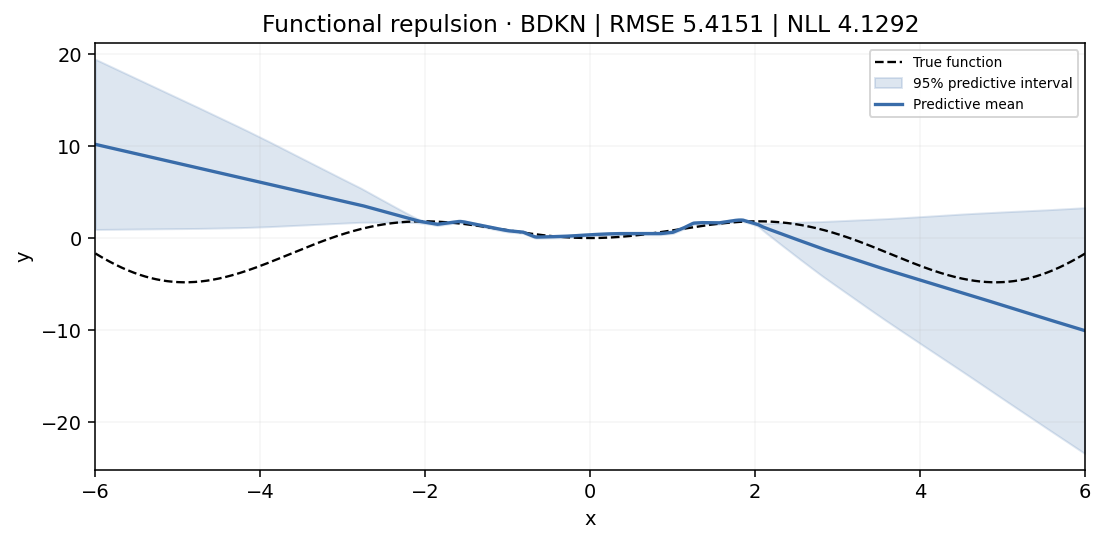 Functional repulsion · BDKN | RMSE 5.4151 | NLL 4.1292
True function
95% predictive interval
Predictive mean
20
10
0
−10
−20
y
−6
−4
−2
0
2
4
6
x